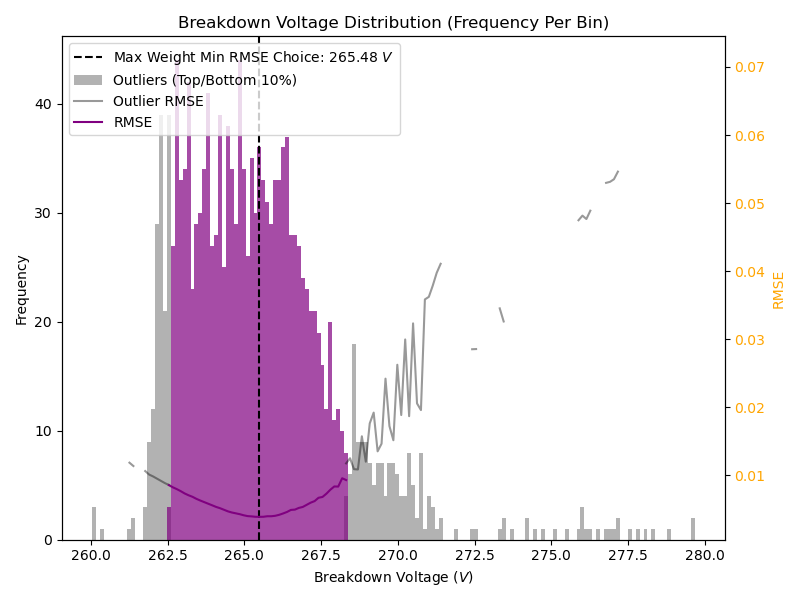 Breakdown Voltage Distribution (Frequency Per Bin)
Max Weight Min RMSE Choice: 265.48 V
Outliers (Top/Bottom 10%)
Outlier RMSE
RMSE
Frequency
40
30
20
10
0
0.07
0.06
0.05
0.04
0.03
0.02
0.01
RMSE
260.0 262.5 265.0 267.5 270.0 272.5 275.0 277.5 280.0
Breakdown Voltage (V)